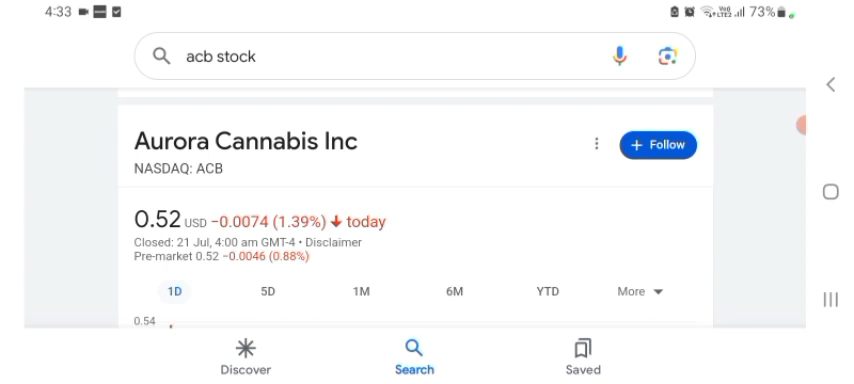 4:33
73%
acb stock
Aurora Cannabis Inc
+ Follow
NASDAQ: ACB
0.52 USD −0.0074 (1.39%) ↓ today
Closed: 21 Jul, 4:00 am GMT-4 • Disclaimer
Pre-market 0.52 −0.0046 (0.88%)
1D 5D 1M 6M YTD More
0.54
Discover Search Saved